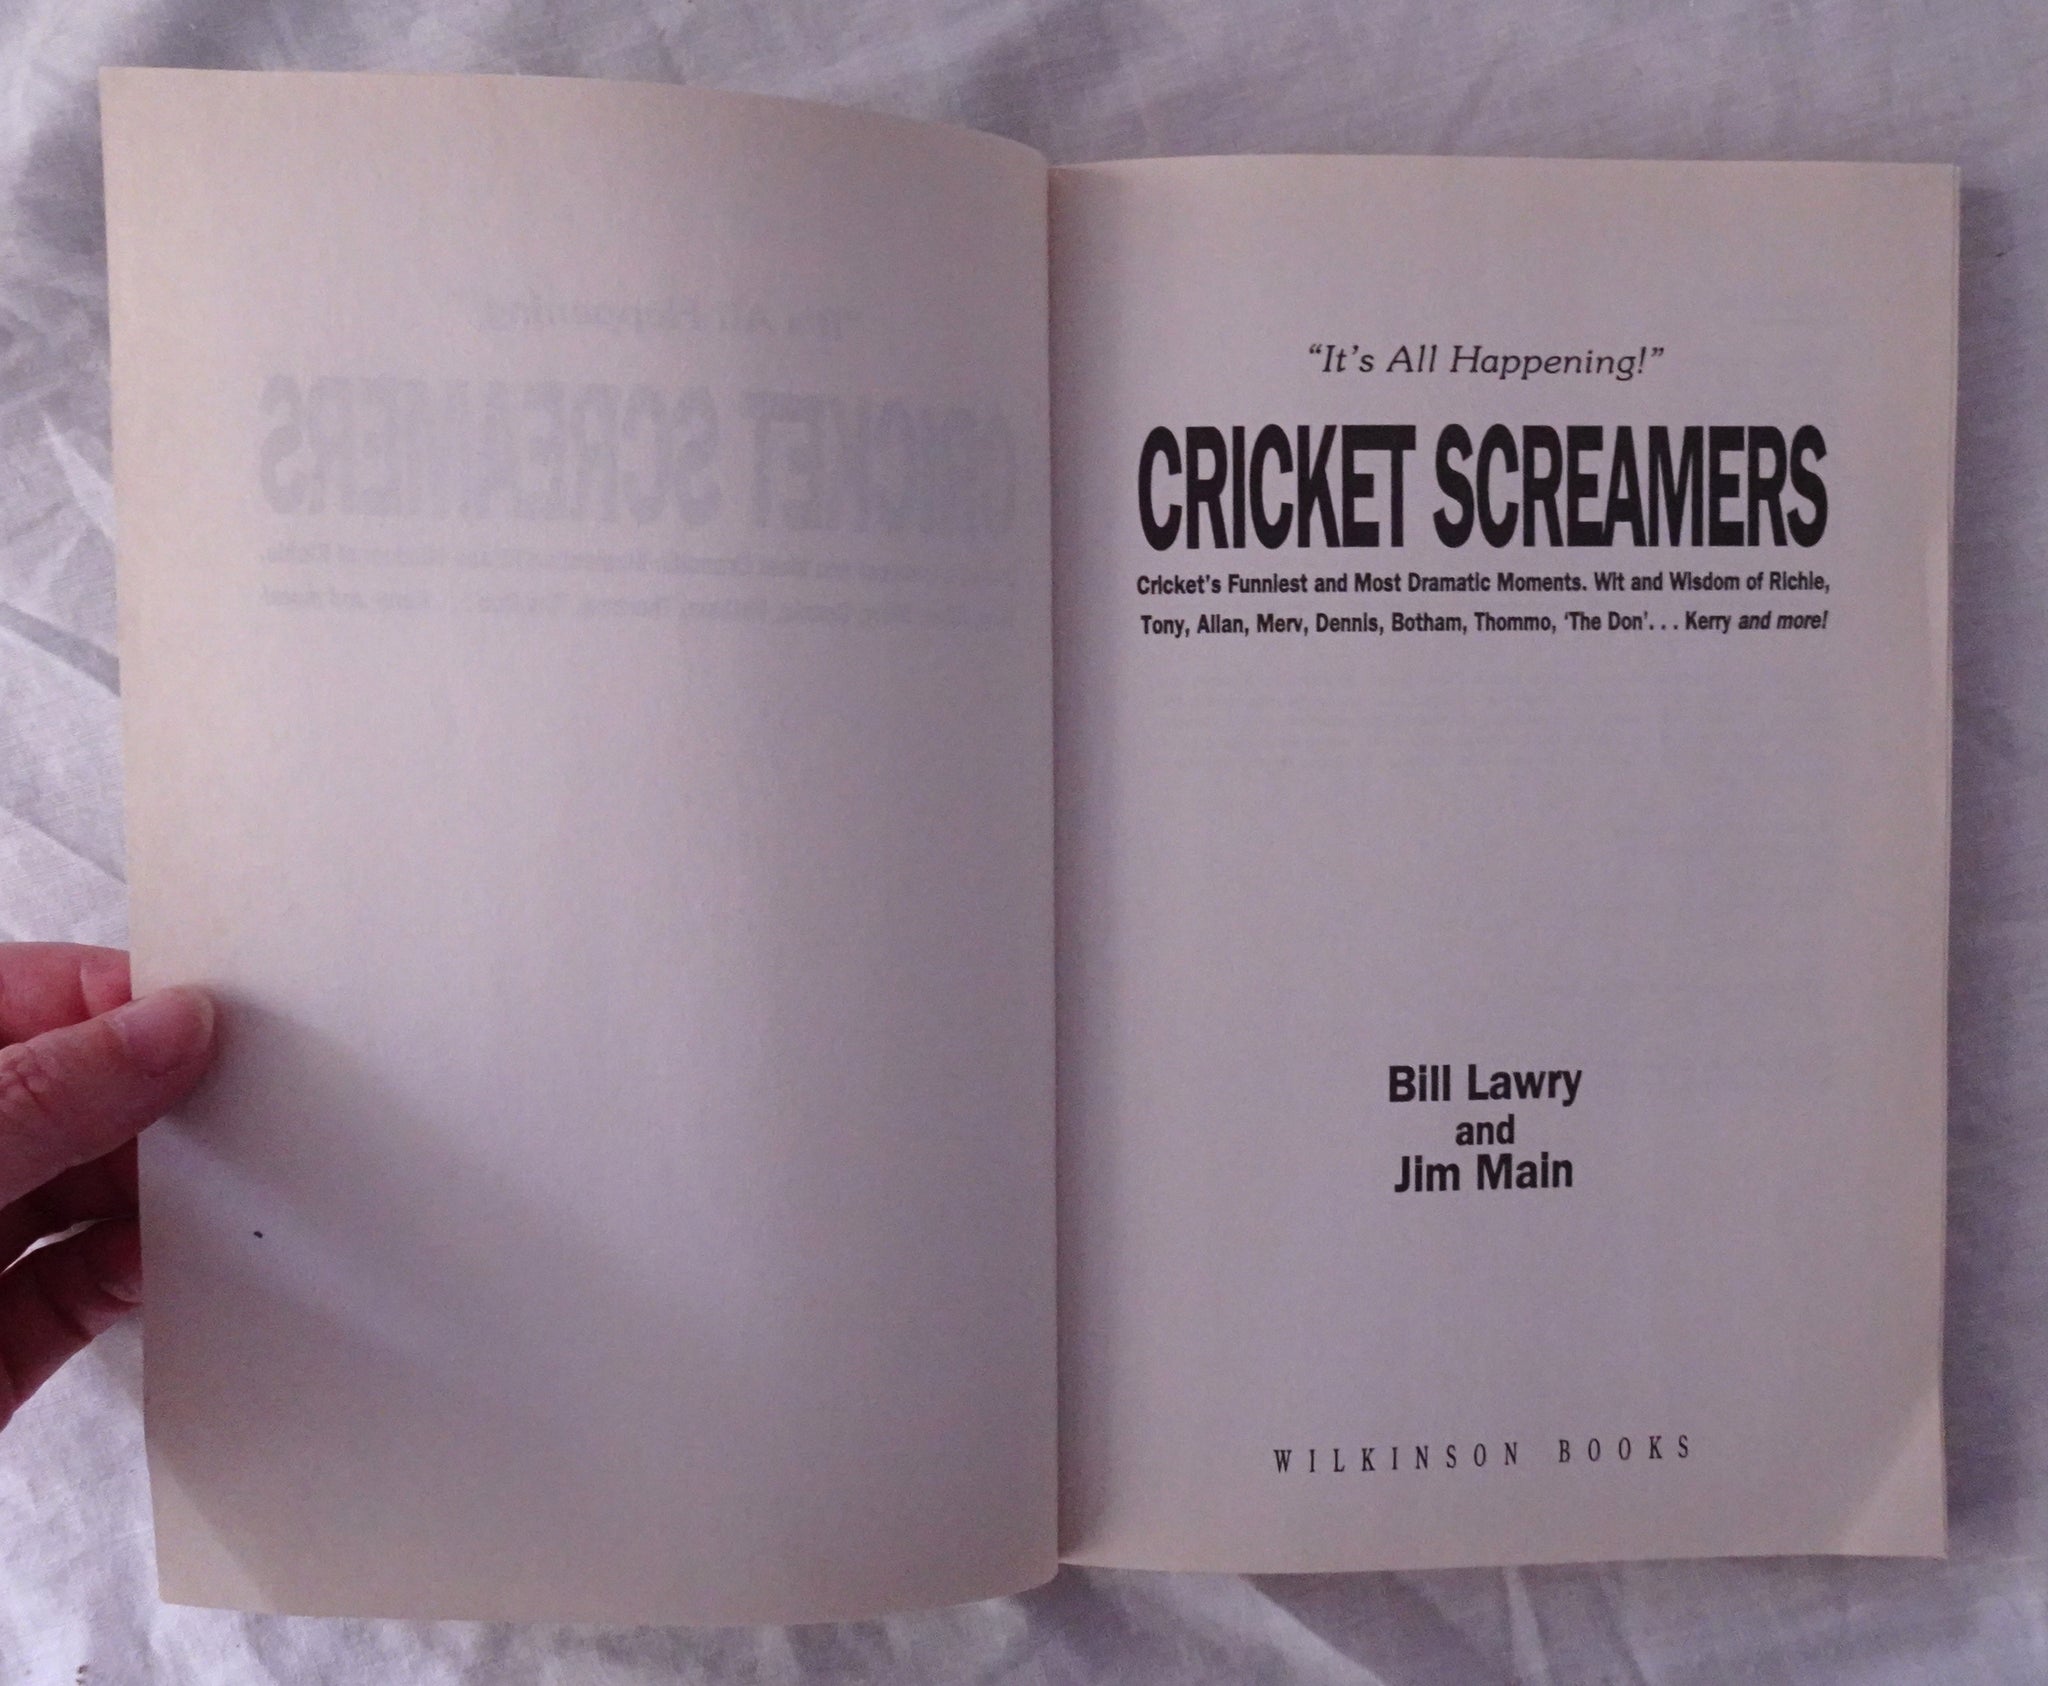 “It’s All Happening!”
CRICKET SCREAMERS
Cricket’s Funniest and Most Dramatic Moments. Wit and Wisdom of Richie,
Tony, Allan, Merv, Dennis, Botham, Thommo, ‘The Don’. . . Kerry and more!
Bill Lawry
and
Jim Main
WILKINSON BOOKS